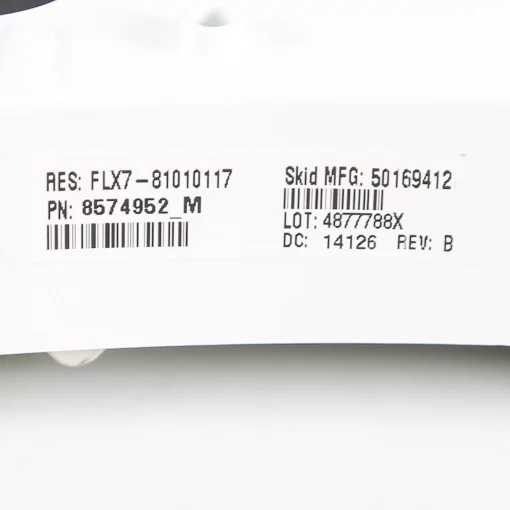 RES: FLX7-81010117
PN: 8574952_M
Skid MFG: 50169412
LOT: 4877788X
DC: 14126 REV: B